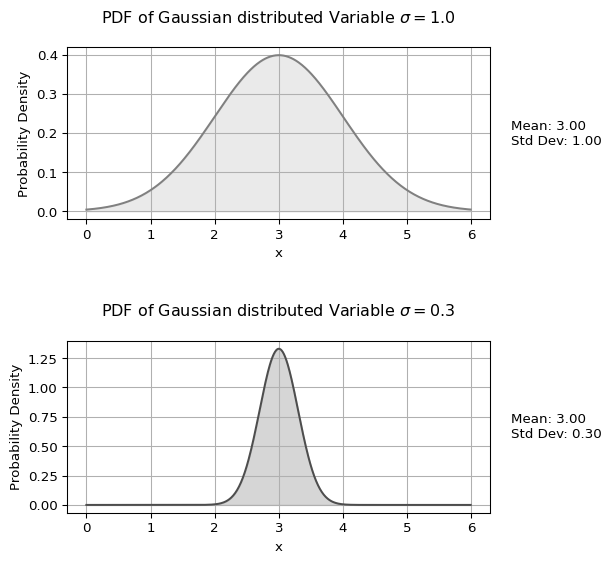 PDF of Gaussian distributed Variable σ = 1.0
Probability Density
0.4
0.3
0.2
0.1
0.0
0 1 2 3 4 5 6
x
Mean: 3.00
Std Dev: 1.00
PDF of Gaussian distributed Variable σ = 0.3
Probability Density
1.25
1.00
0.75
0.50
0.25
0.00
0 1 2 3 4 5 6
x
Mean: 3.00
Std Dev: 0.30